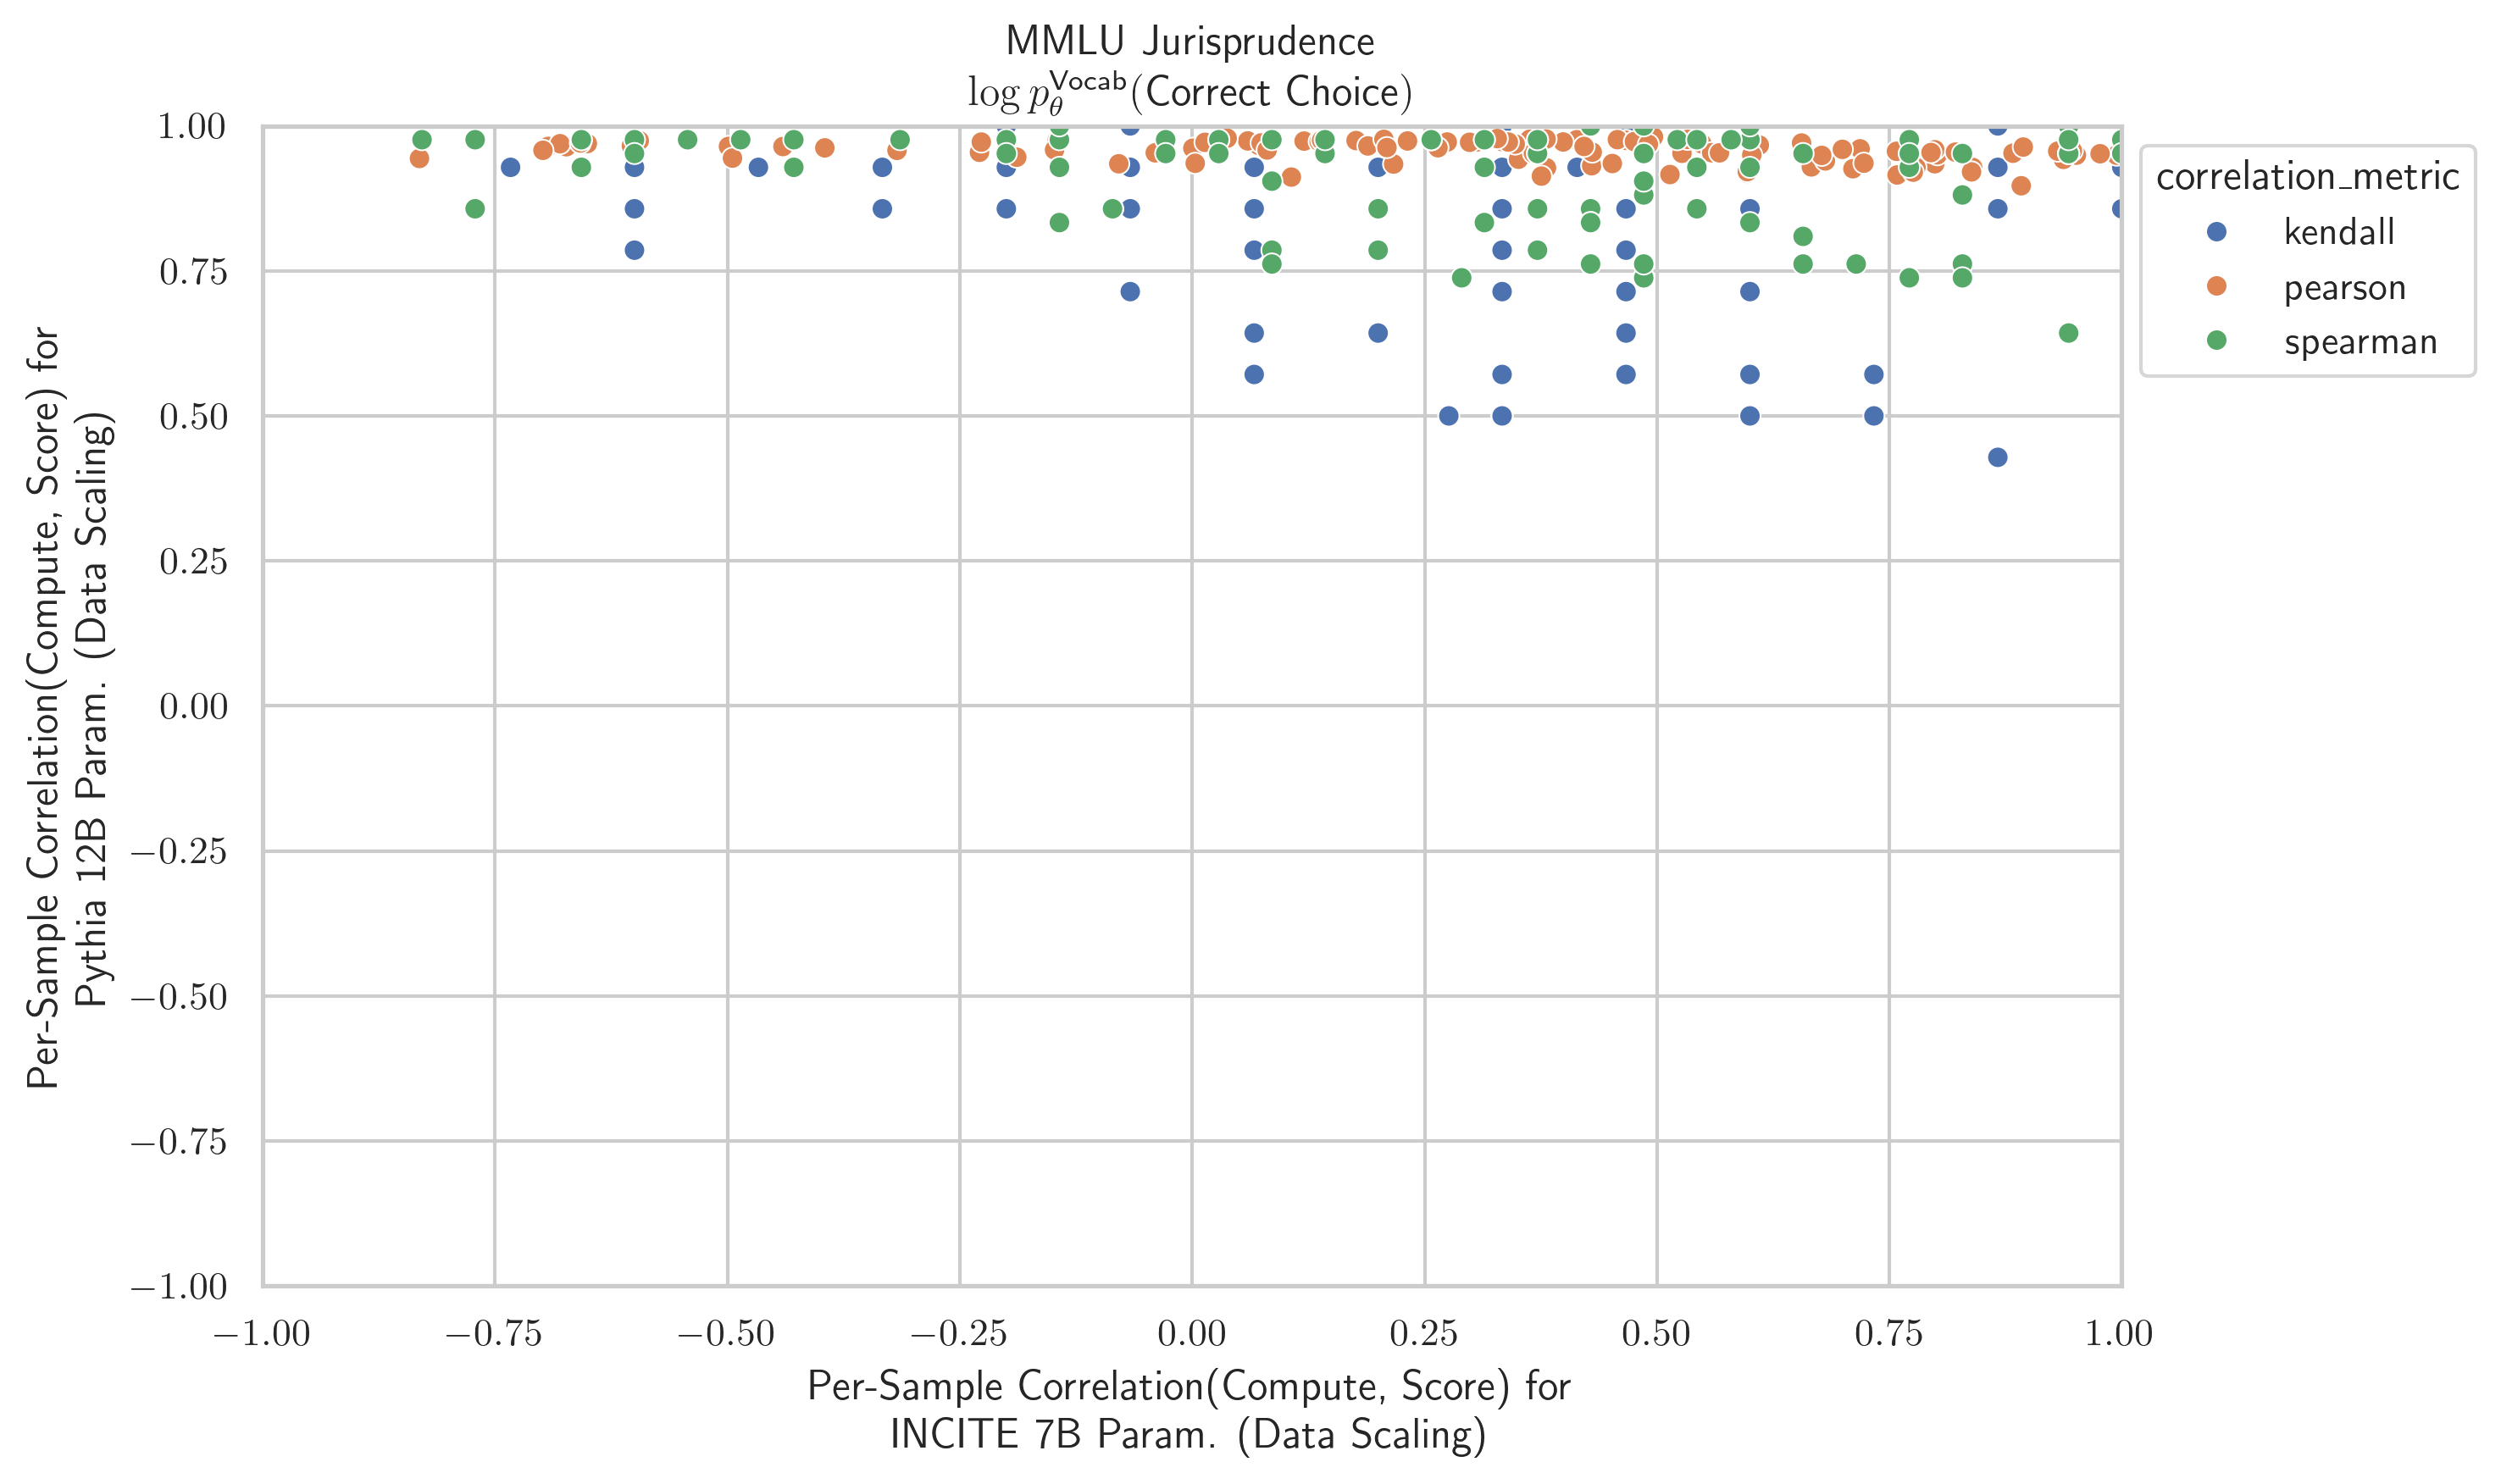 MMLU Jurisprudence
log p_θ^Vocab(Correct Choice)
Per-Sample Correlation(Compute, Score) for
Pythia 12B Param. (Data Scaling)
1.00
0.75
0.50
0.25
0.00
−0.25
−0.50
−0.75
−1.00
−1.00 −0.75 −0.50 −0.25 0.00 0.25 0.50 0.75 1.00
Per-Sample Correlation(Compute, Score) for
INCITE 7B Param. (Data Scaling)
correlation_metric
kendall
pearson
spearman